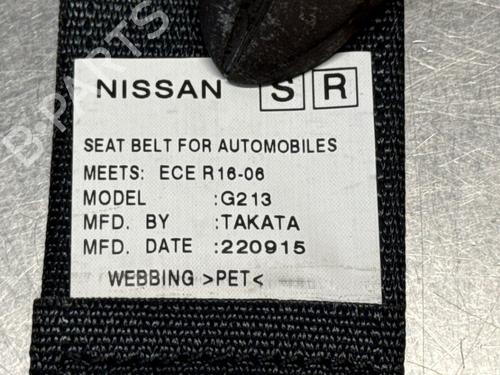 B-PARTS
NISSAN S R
SEAT BELT FOR AUTOMOBILES
MEETS: ECE R16-06
MODEL :G213
MFD. BY :TAKATA
MFD. DATE :220915
WEBBING >PET<